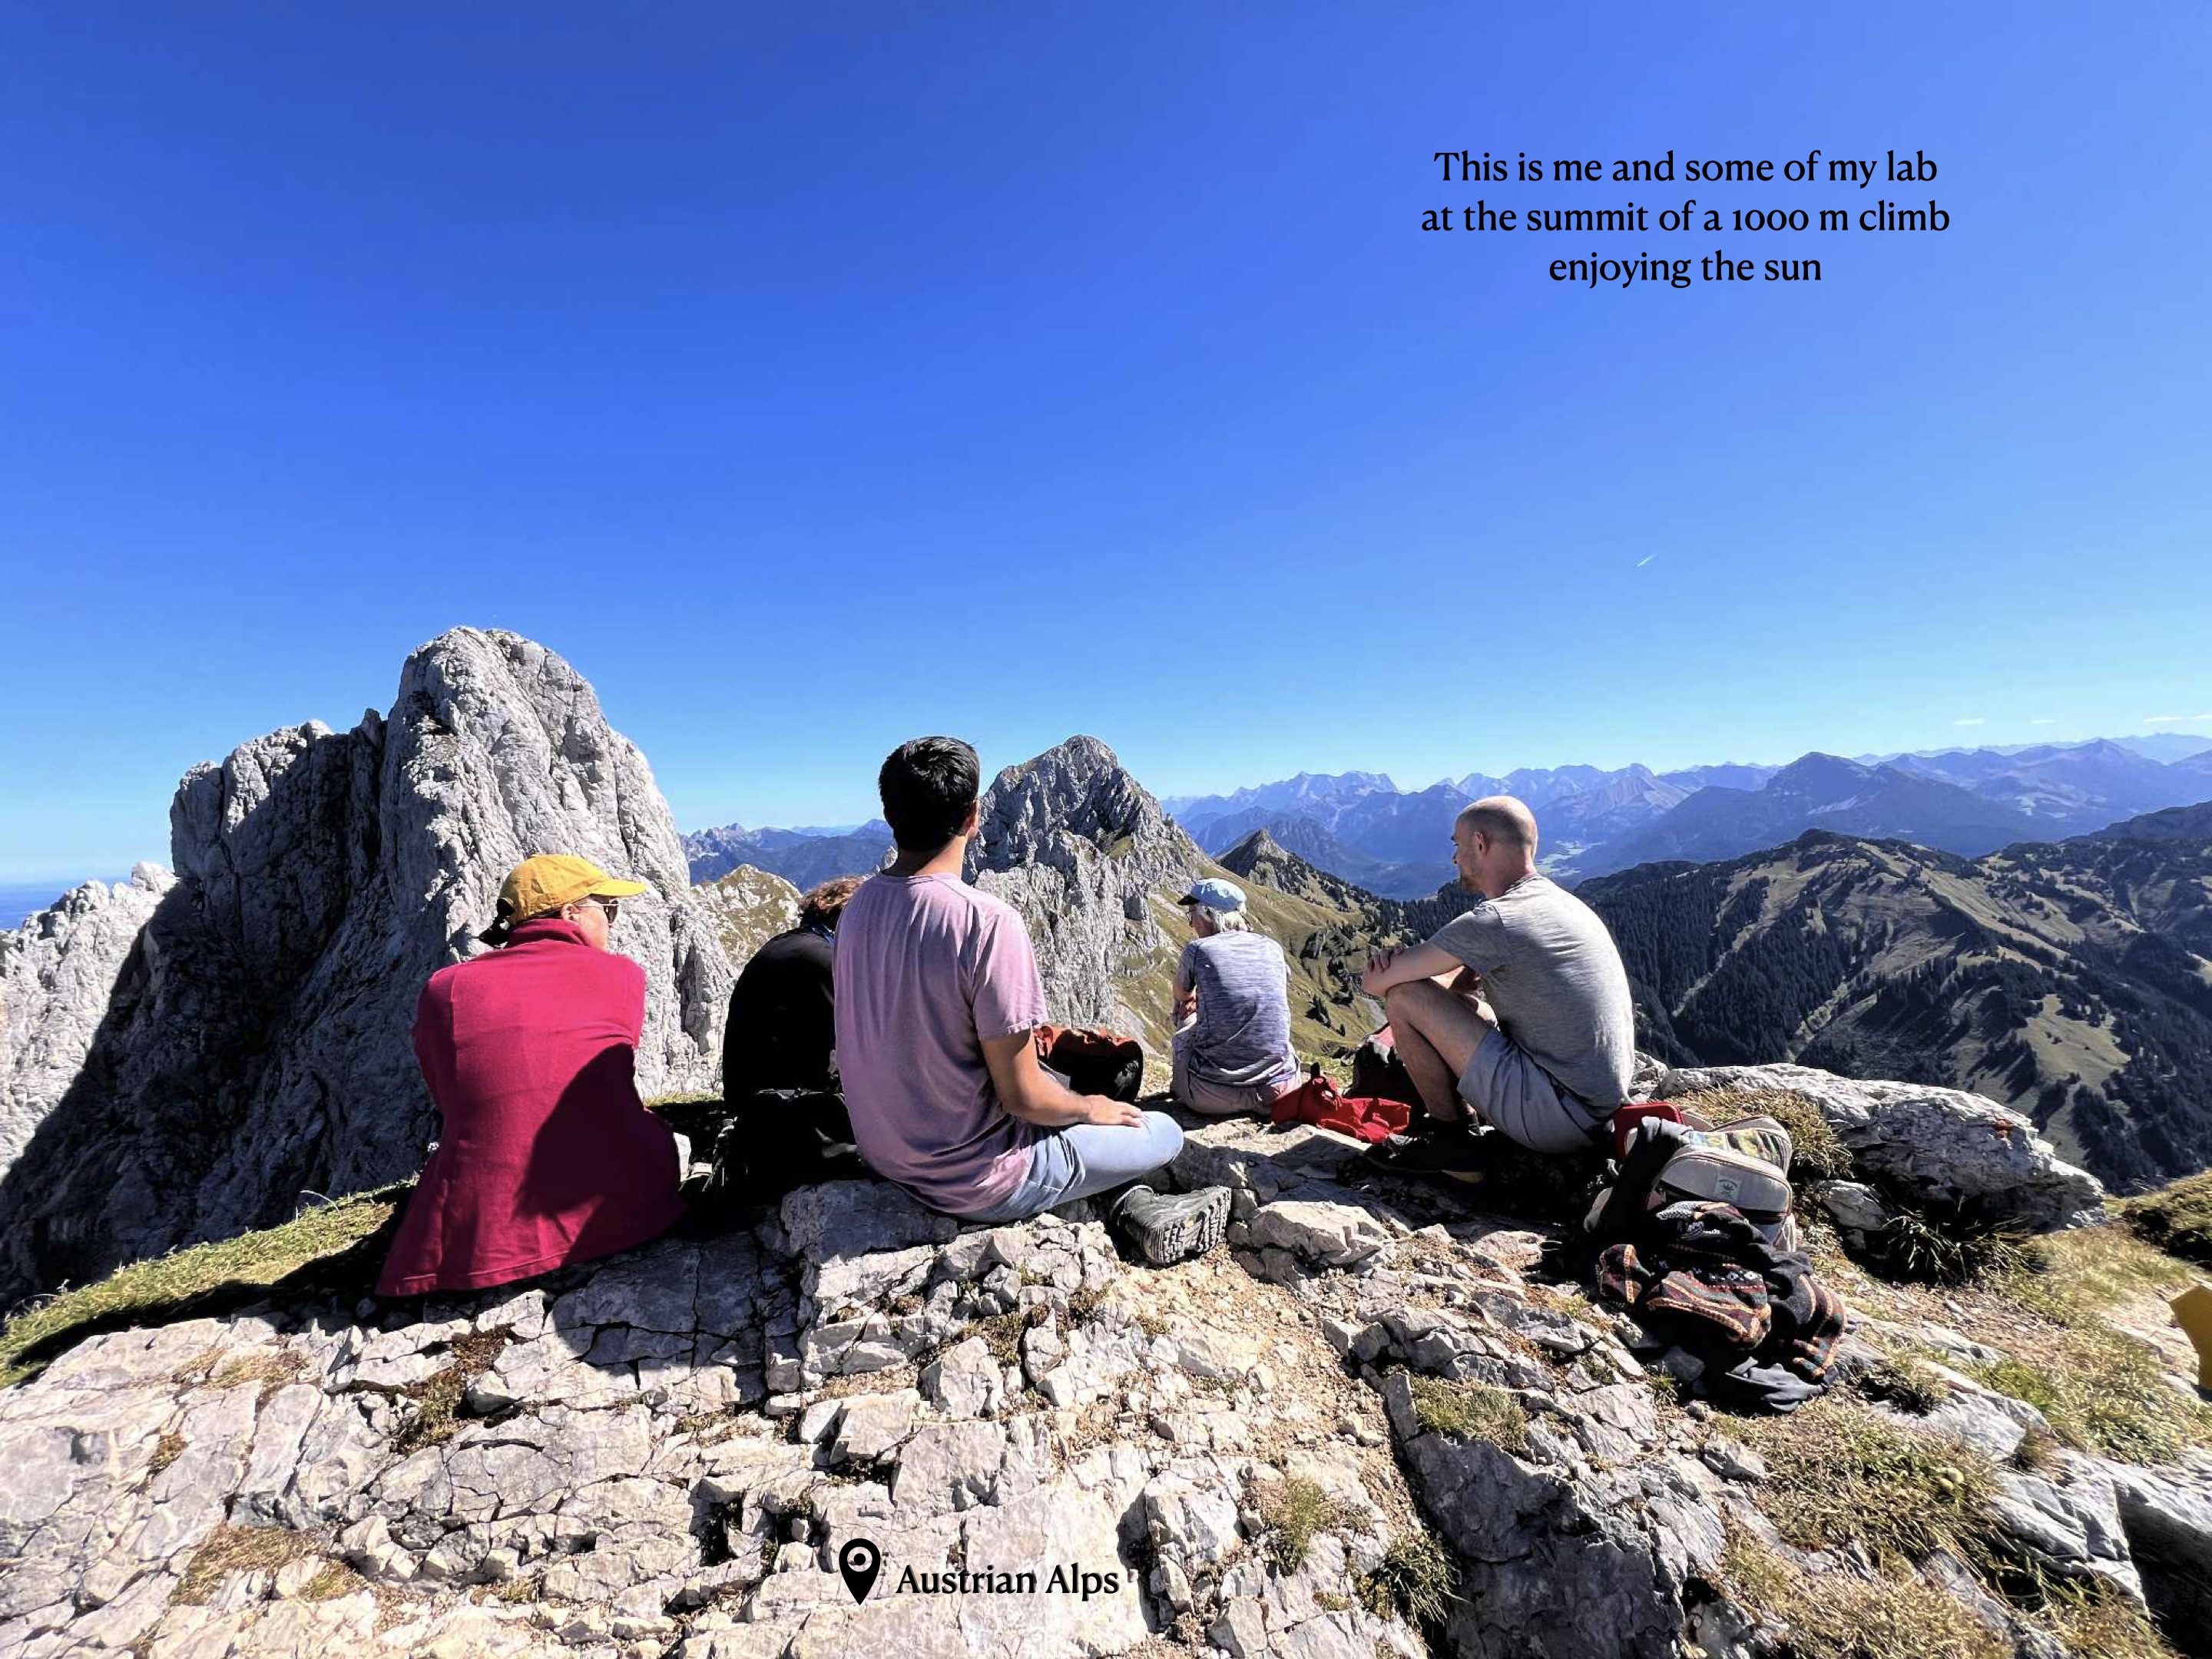 This is me and some of my lab
at the summit of a 1000 m climb
enjoying the sun
Austrian Alps